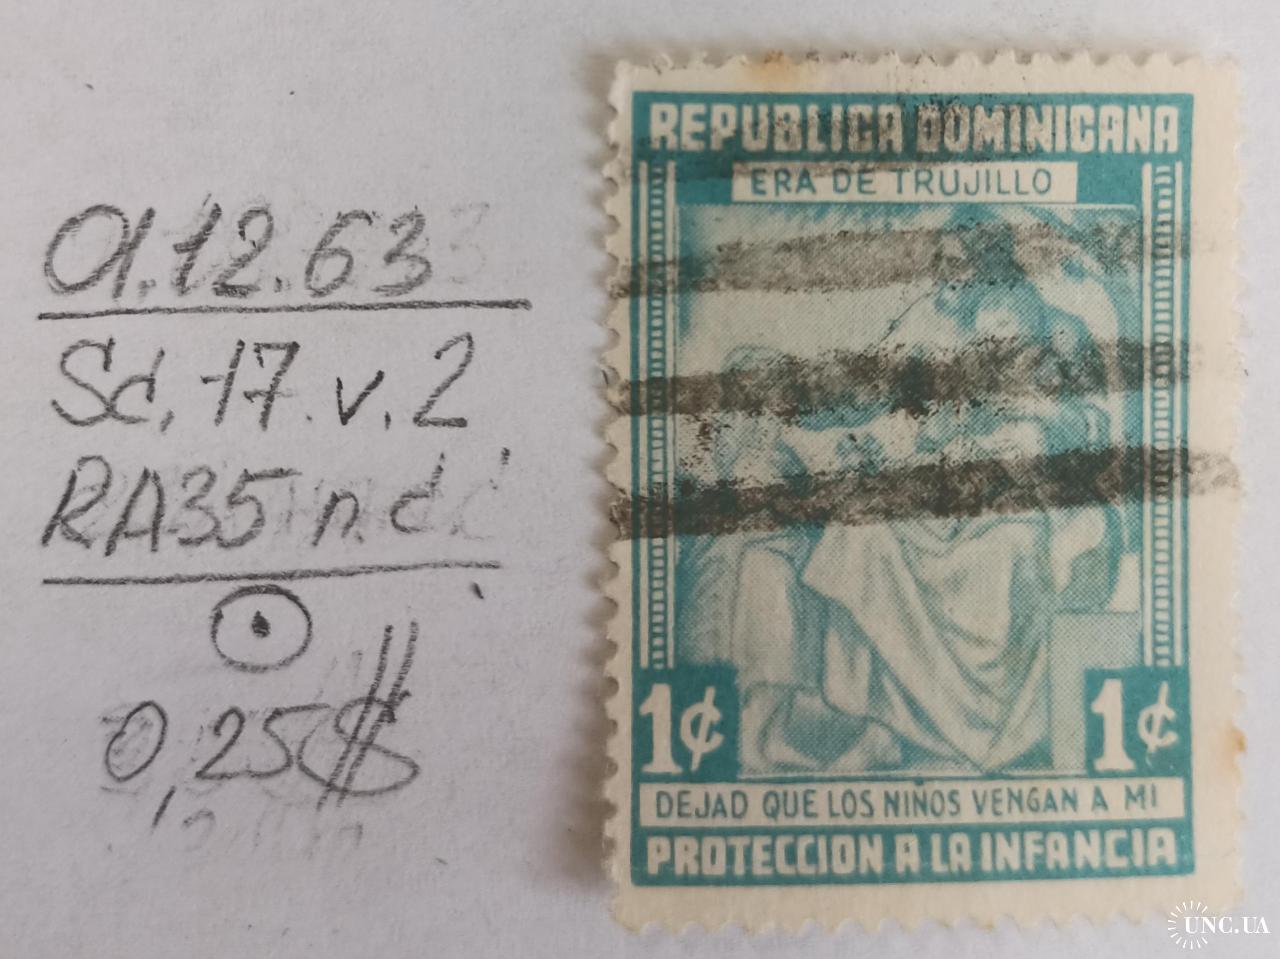 01.12.63
Sc. 17.v.2
RA35 n.d
0,25$
REPUBLICA DOMINICANA
ERA DE TRUJILLO
1¢ 1¢
DEJAD QUE LOS NIÑOS VENGAN A MI
PROTECCION A LA INFANCIA
UNC.UA